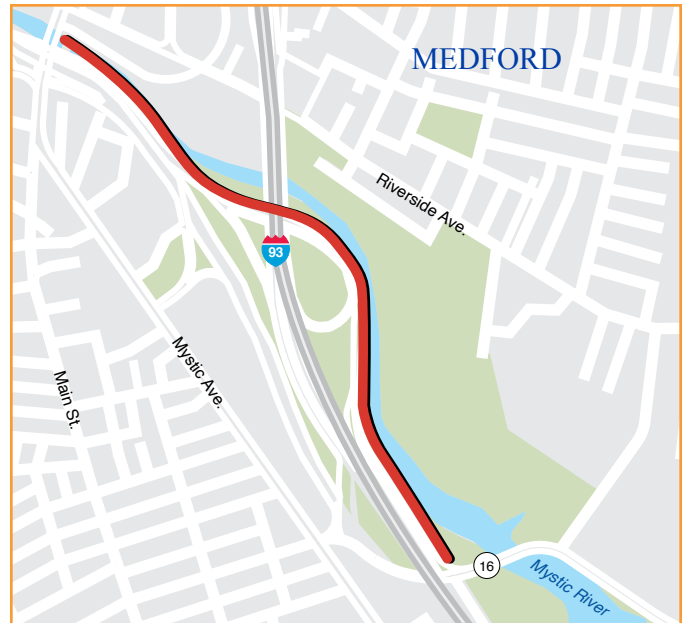 MEDFORD
Riverside Ave.
93
Mystic Ave.
Main St.
16
Mystic River